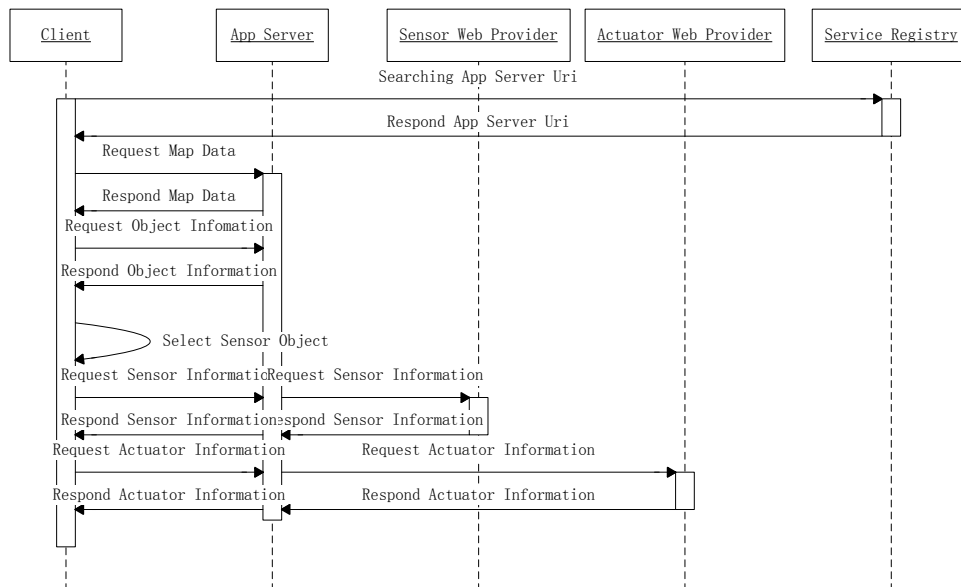 Client
App Server
Sensor Web Provider
Actuator Web Provider
Service Registry
Searching App Server Uri
Respond App Server Uri
Request Map Data
Respond Map Data
Request Object Infomation
Respond Object Information
Select Sensor Object
Request Sensor Informatic
Request Sensor Information
Respond Sensor Information
espond Sensor Information
Request Actuator Information
Request Actuator Information
Respond Actuator Information
Respond Actuator Information